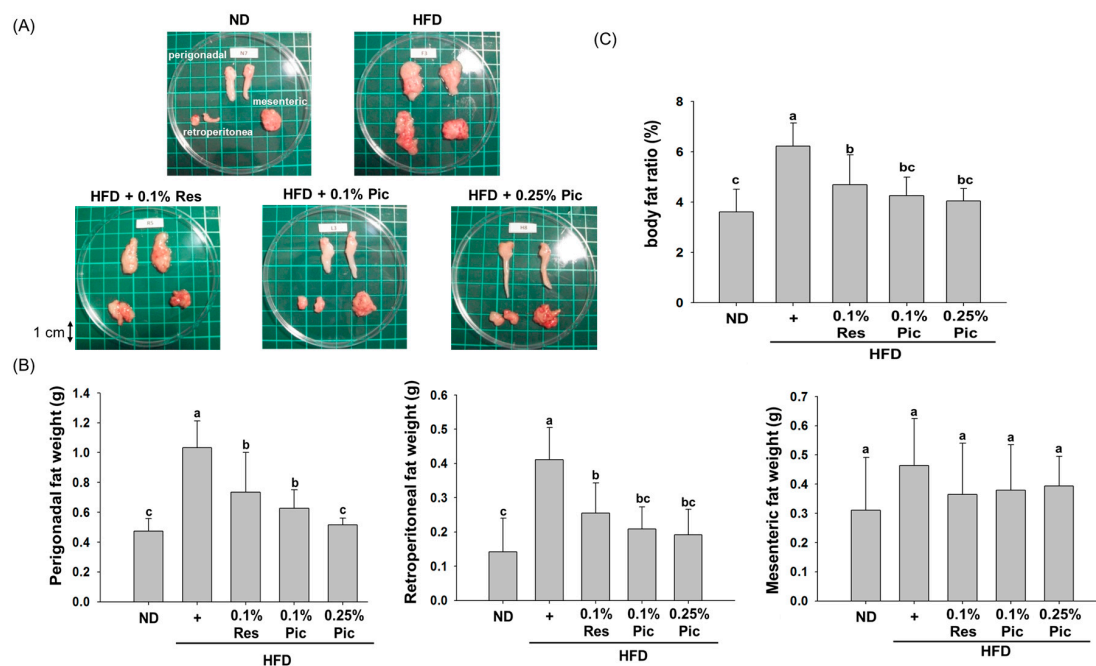 (A)
ND
HFD
perigonadal
N7
mesenteric
retroperitonea
HFD + 0.1% Res
HFD + 0.1% Pic
HFD + 0.25% Pic
1 cm
(C)
body fat ratio (%)
8
6
4
2
0
a
b
bc
bc
c
ND
+
0.1%
Res
0.1%
Pic
0.25%
Pic
HFD
(B)
Perigonadal fat weight (g)
1.4
1.2
1.0
0.8
0.6
0.4
0.2
0.0
a
b
b
c
c
ND
+
0.1%
Res
0.1%
Pic
0.25%
Pic
HFD
Retroperitoneal fat weight (g)
0.6
0.5
0.4
0.3
0.2
0.1
0.0
a
b
bc
bc
c
ND
+
0.1%
Res
0.1%
Pic
0.25%
Pic
HFD
Mesenteric fat weight (g)
0.7
0.6
0.5
0.4
0.3
0.2
0.1
0.0
a
a
a
a
a
ND
+
0.1%
Res
0.1%
Pic
0.25%
Pic
HFD